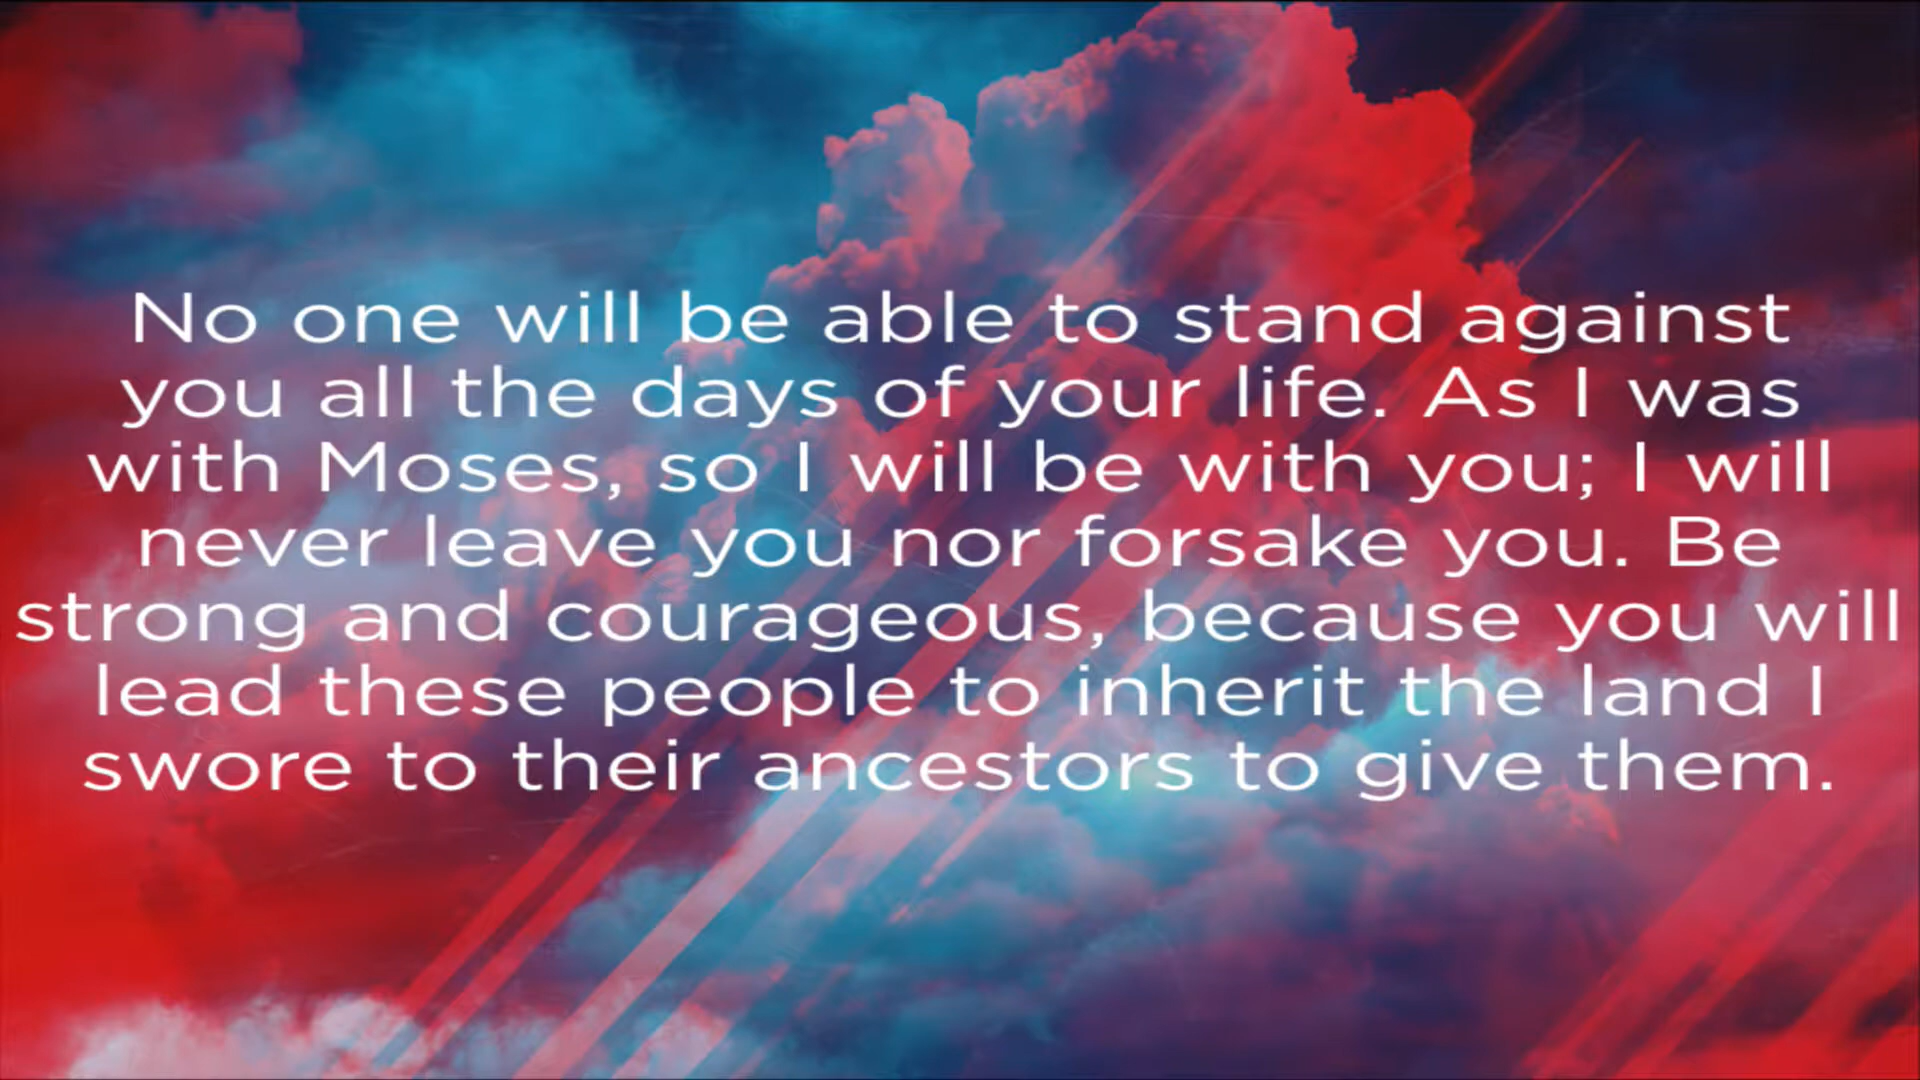 No one will be able to stand against
you all the days of your life. As I was
with Moses, so I will be with you; I will
never leave you nor forsake you. Be
strong and courageous, because you will
lead these people to inherit the land I
swore to their ancestors to give them.